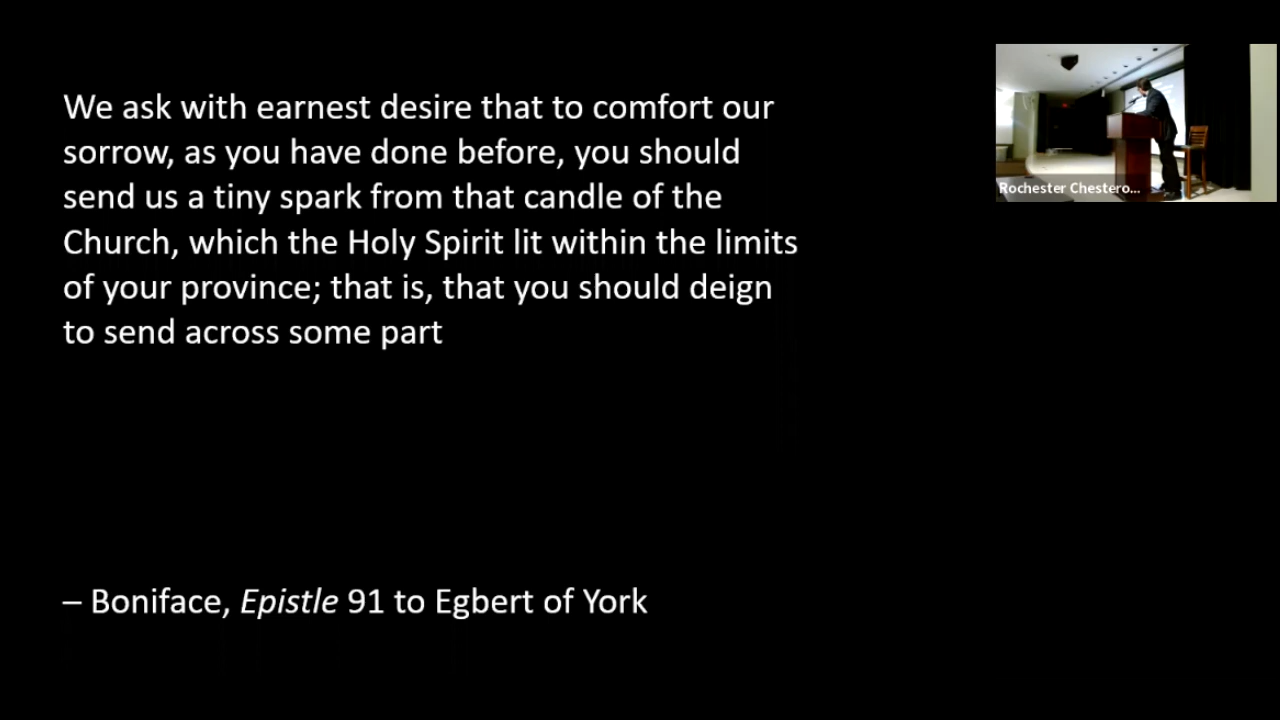 We ask with earnest desire that to comfort our
sorrow, as you have done before, you should
send us a tiny spark from that candle of the
Church, which the Holy Spirit lit within the limits
of your province; that is, that you should deign
to send across some part
– Boniface, Epistle 91 to Egbert of York
Rochester Chestero...